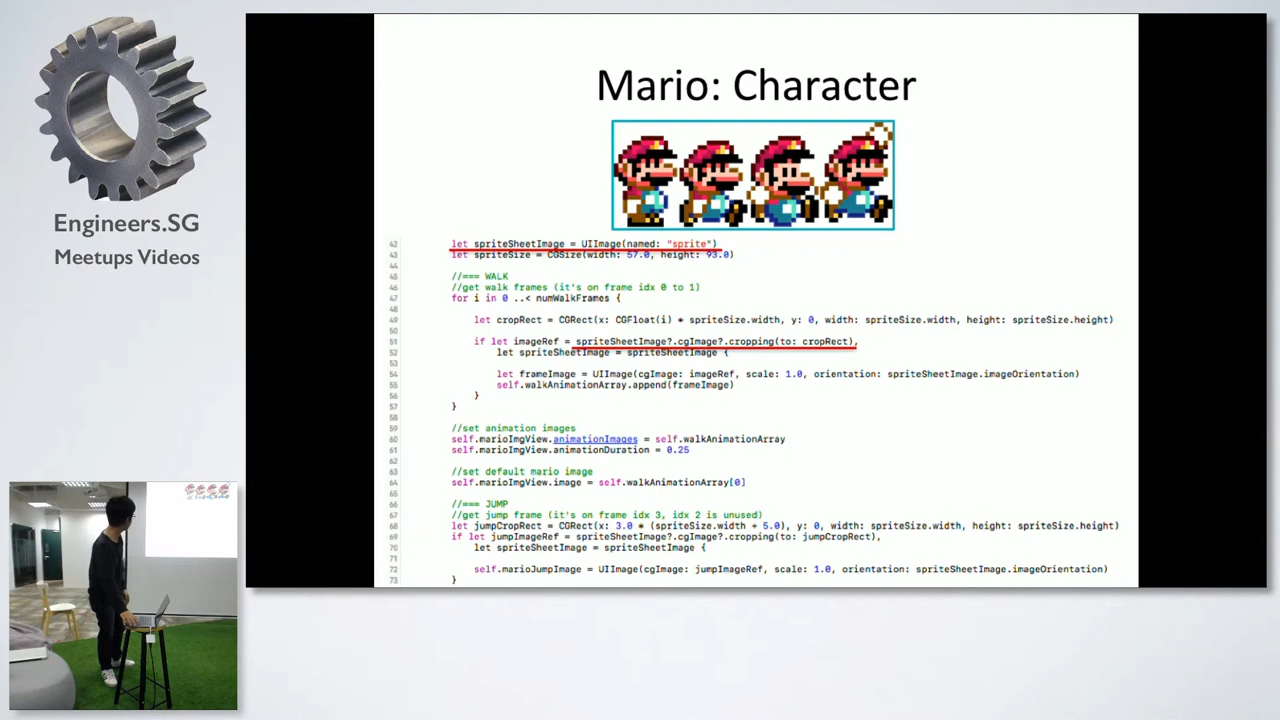 Engineers.SG
Meetups Videos
Mario: Character
42 let spriteSheetImage = UIImage(named: "sprite")
43 let spriteSize = CGSize(width: 57.0, height: 93.0)
44
45 //=== WALK
46 //get walk frames (it's on frame idx 0 to 1)
47 for i in 0 ..< numWalkFrames {
48
49 let cropRect = CGRect(x: CGFloat(i) * spriteSize.width, y: 0, width: spriteSize.width, height: spriteSize.height)
50
51 if let imageRef = spriteSheetImage?.cgImage?.cropping(to: cropRect),
52 let spriteSheetImage = spriteSheetImage {
53
54 let frameImage = UIImage(cgImage: imageRef, scale: 1.0, orientation: spriteSheetImage.imageOrientation)
55 self.walkAnimationArray.append(frameImage)
56 }
57 }
58
59 //set animation images
60 self.marioImgView.animationImages = self.walkAnimationArray
61 self.marioImgView.animationDuration = 0.25
62
63 //set default mario image
64 self.marioImgView.image = self.walkAnimationArray[0]
65
66 //=== JUMP
67 //get jump frame (it's on frame idx 3, idx 2 is unused)
68 let jumpCropRect = CGRect(x: 3.0 * (spriteSize.width + 5.0), y: 0, width: spriteSize.width, height: spriteSize.height)
69 if let jumpImageRef = spriteSheetImage?.cgImage?.cropping(to: jumpCropRect),
70 let spriteSheetImage = spriteSheetImage {
71
72 self.marioJumpImage = UIImage(cgImage: jumpImageRef, scale: 1.0, orientation: spriteSheetImage.imageOrientation)
73 }